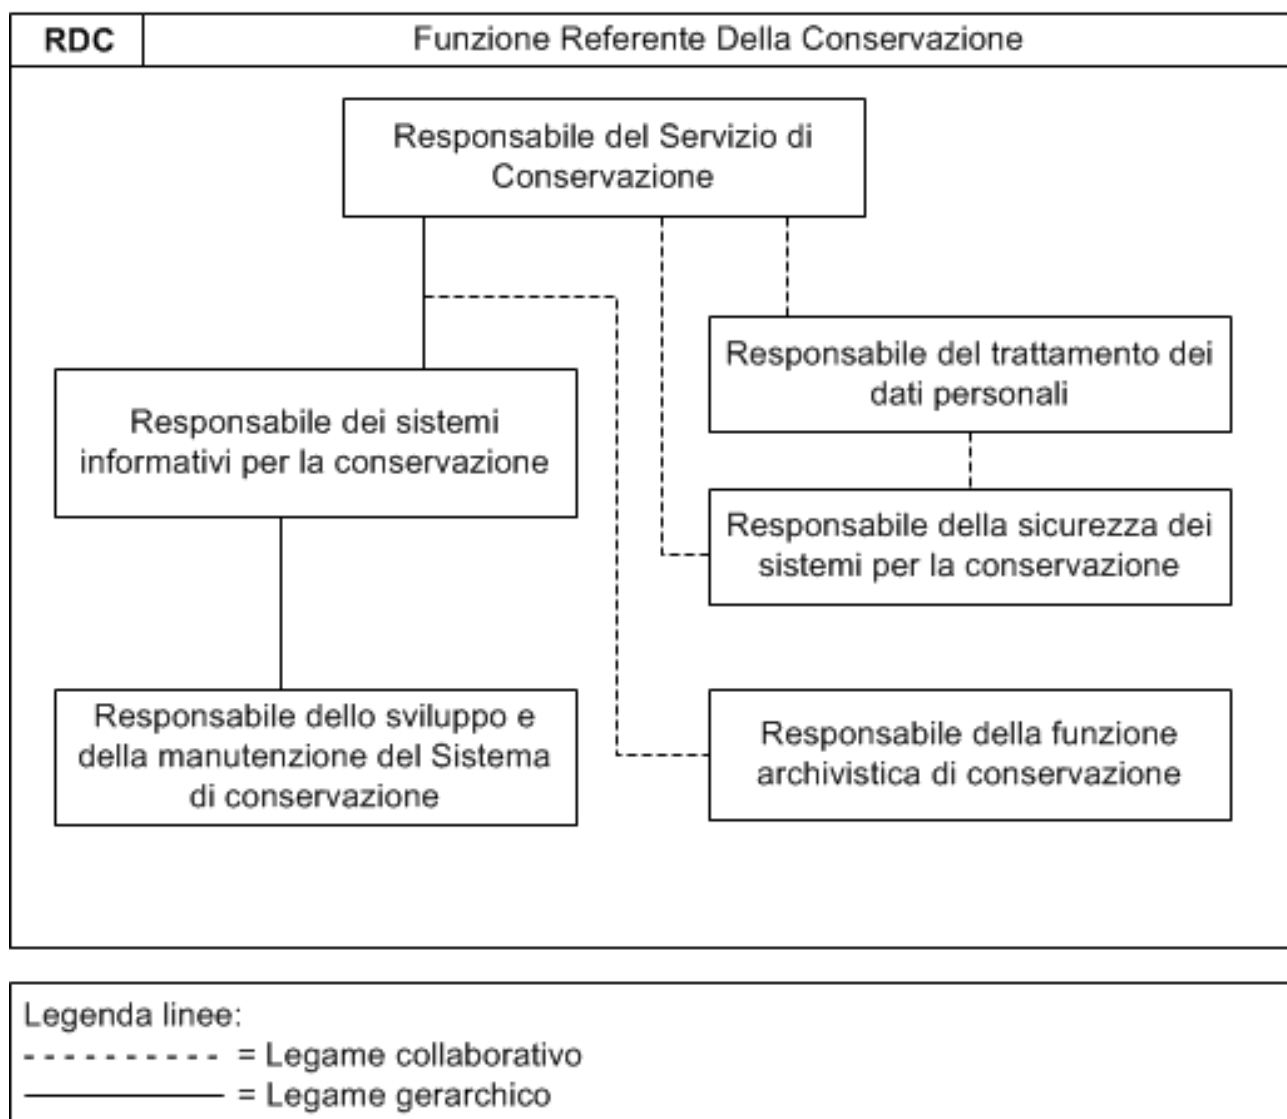 RDC
Funzione Referente Della Conservazione
Responsabile del Servizio di
Conservazione
Responsabile del trattamento dei
dati personali
Responsabile dei sistemi
informativi per la conservazione
Responsabile della sicurezza dei
sistemi per la conservazione
Responsabile dello sviluppo e
della manutenzione del Sistema
di conservazione
Responsabile della funzione
archivistica di conservazione
Legenda linee:
= Legame collaborativo
= Legame gerarchico